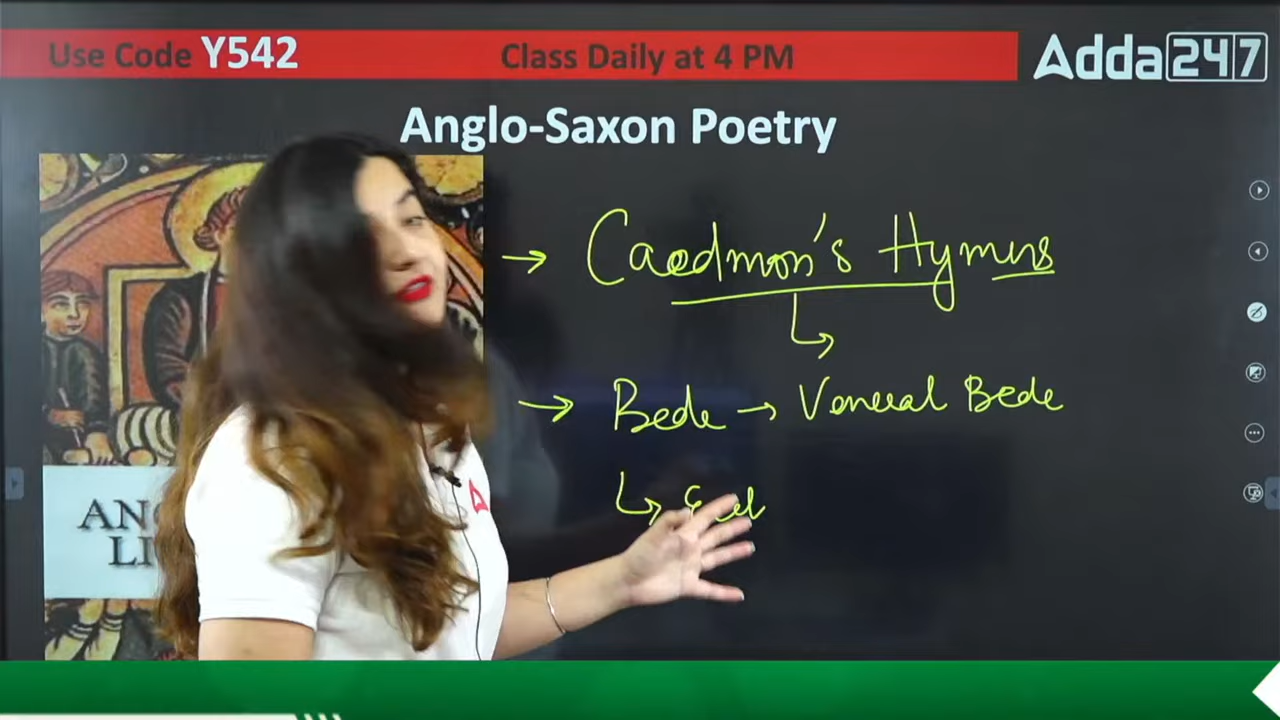 Use Code Y542 Class Daily at 4 PM Adda247
Anglo-Saxon Poetry
→ Caedmon's Hymns
→ Bede → Veneral Bede